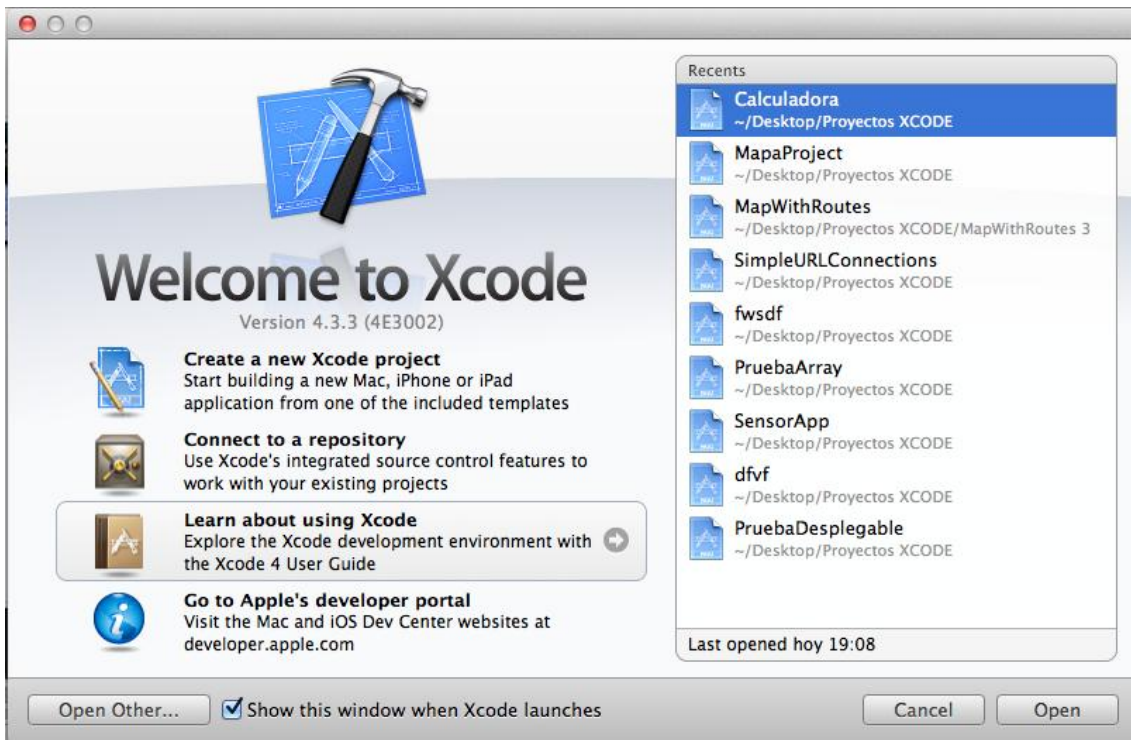 Welcome to Xcode
Version 4.3.3 (4E3002)
Create a new Xcode project
Start building a new Mac, iPhone or iPad
application from one of the included templates
Connect to a repository
Use Xcode's integrated source control features to
work with your existing projects
Learn about using Xcode
Explore the Xcode development environment with
the Xcode 4 User Guide
Go to Apple's developer portal
Visit the Mac and iOS Dev Center websites at
developer.apple.com
Recents
Calculadora
~/Desktop/Proyectos XCODE
MapaProject
~/Desktop/Proyectos XCODE
MapWithRoutes
~/Desktop/Proyectos XCODE/MapWithRoutes 3
SimpleURLConnections
~/Desktop/Proyectos XCODE
fwsdf
~/Desktop/Proyectos XCODE
PruebaArray
~/Desktop/Proyectos XCODE
SensorApp
~/Desktop/Proyectos XCODE
dfvf
~/Desktop/Proyectos XCODE
PruebaDesplegable
~/Desktop/Proyectos XCODE
Last opened hoy 19:08
Open Other...
Show this window when Xcode launches
Cancel
Open